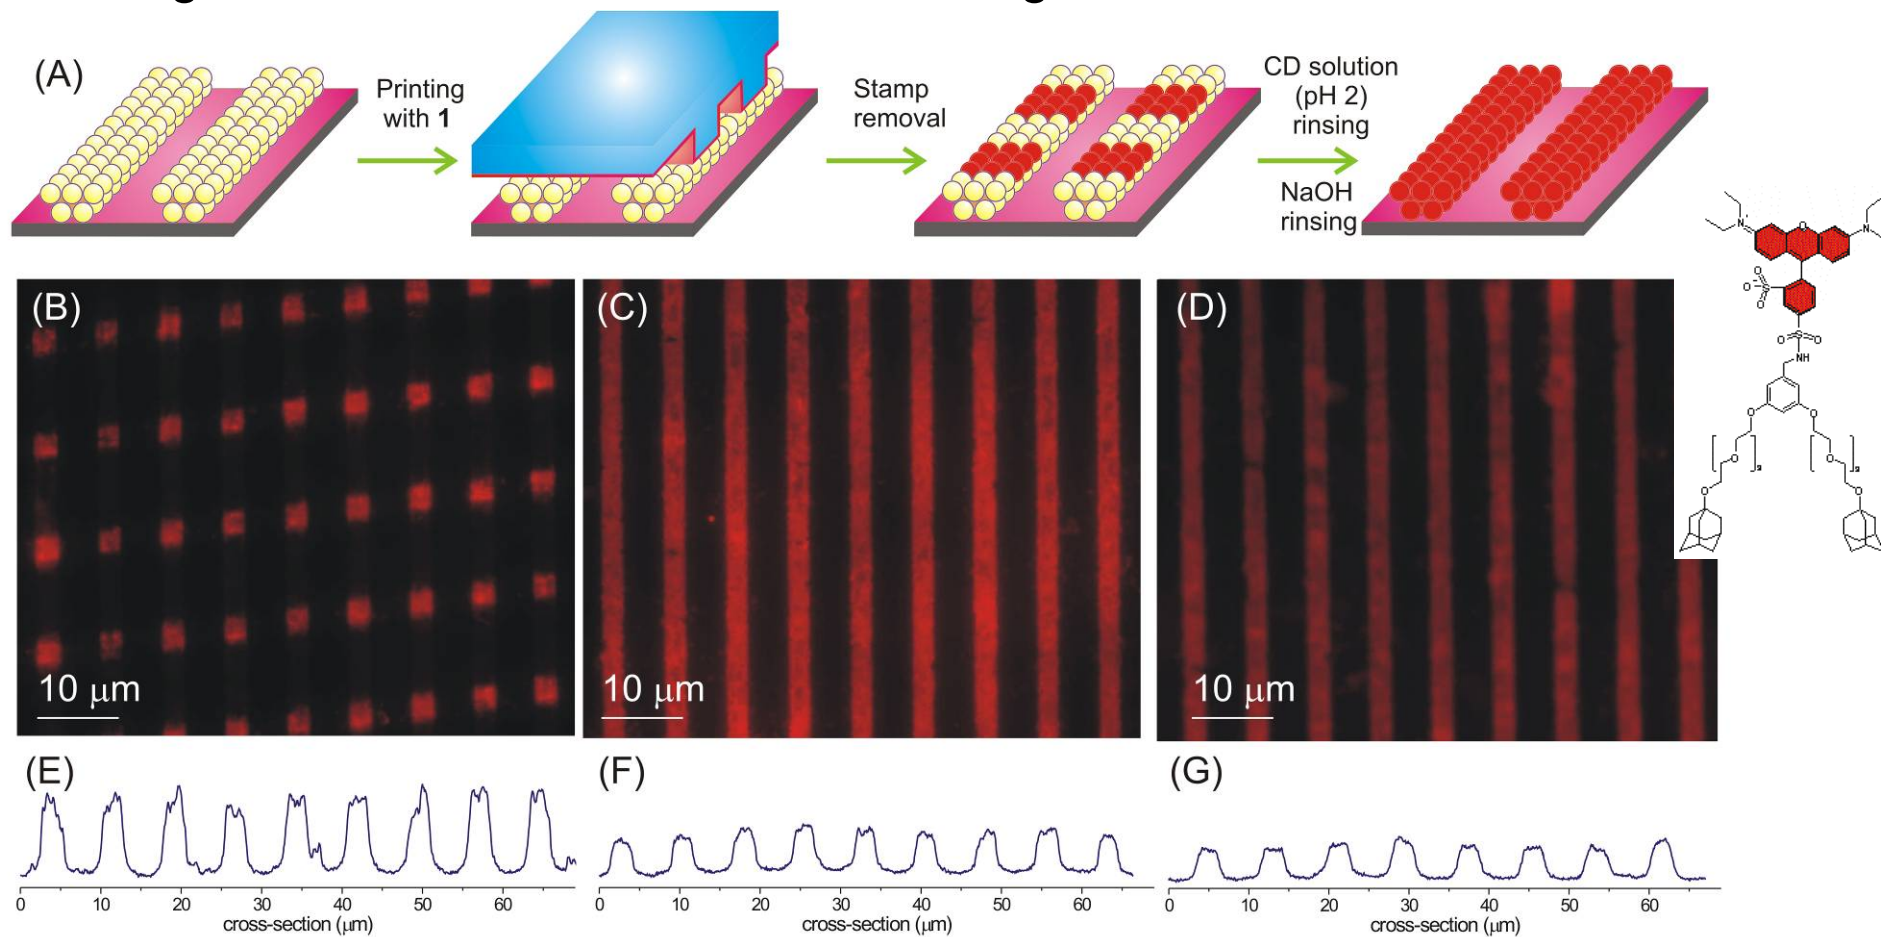 (A)
Printing
with 1
Stamp
removal
CD solution
(pH 2)
rinsing
NaOH
rinsing
(B)
10 μm
(C)
10 μm
(D)
10 μm
N
+
O
N
O
O-
S
O
O
S
O
NH
O
O
O
O
O
O
(E)
0 10 20 30 40 50 60
cross-section (μm)
(F)
0 10 20 30 40 50 60
cross-section (μm)
(G)
0 10 20 30 40 50 60
cross-section (μm)